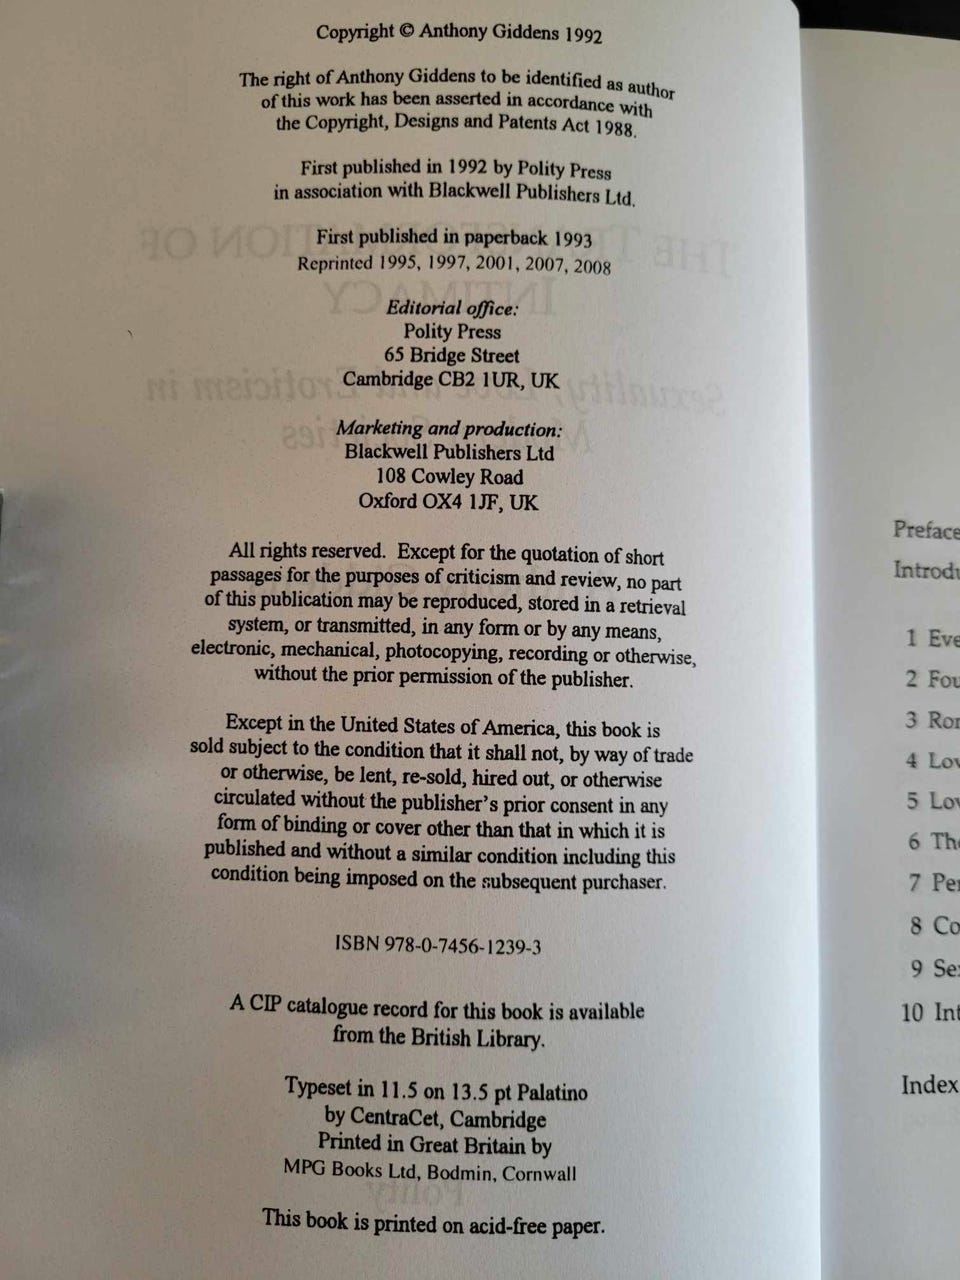 Copyright © Anthony Giddens 1992
The right of Anthony Giddens to be identified as author
of this work has been asserted in accordance with
the Copyright, Designs and Patents Act 1988.
First published in 1992 by Polity Press
in association with Blackwell Publishers Ltd.
First published in paperback 1993
Reprinted 1995, 1997, 2001, 2007, 2008
Editorial office:
Polity Press
65 Bridge Street
Cambridge CB2 1UR, UK
Marketing and production:
Blackwell Publishers Ltd
108 Cowley Road
Oxford OX4 1JF, UK
All rights reserved. Except for the quotation of short
passages for the purposes of criticism and review, no part
of this publication may be reproduced, stored in a retrieval
system, or transmitted, in any form or by any means,
electronic, mechanical, photocopying, recording or otherwise,
without the prior permission of the publisher.
Except in the United States of America, this book is
sold subject to the condition that it shall not, by way of trade
or otherwise, be lent, re-sold, hired out, or otherwise
circulated without the publisher's prior consent in any
form of binding or cover other than that in which it is
published and without a similar condition including this
condition being imposed on the subsequent purchaser.
ISBN 978-0-7456-1239-3
A CIP catalogue record for this book is available
from the British Library.
Typeset in 11.5 on 13.5 pt Palatino
by CentraCet, Cambridge
Printed in Great Britain by
MPG Books Ltd, Bodmin, Cornwall
This book is printed on acid-free paper.
Preface
Introdu
1 Eve
2 Fou
3 Ror
4 Lov
5 Lov
6 The
7 Per
8 Co
9 Se
10 Int
Index